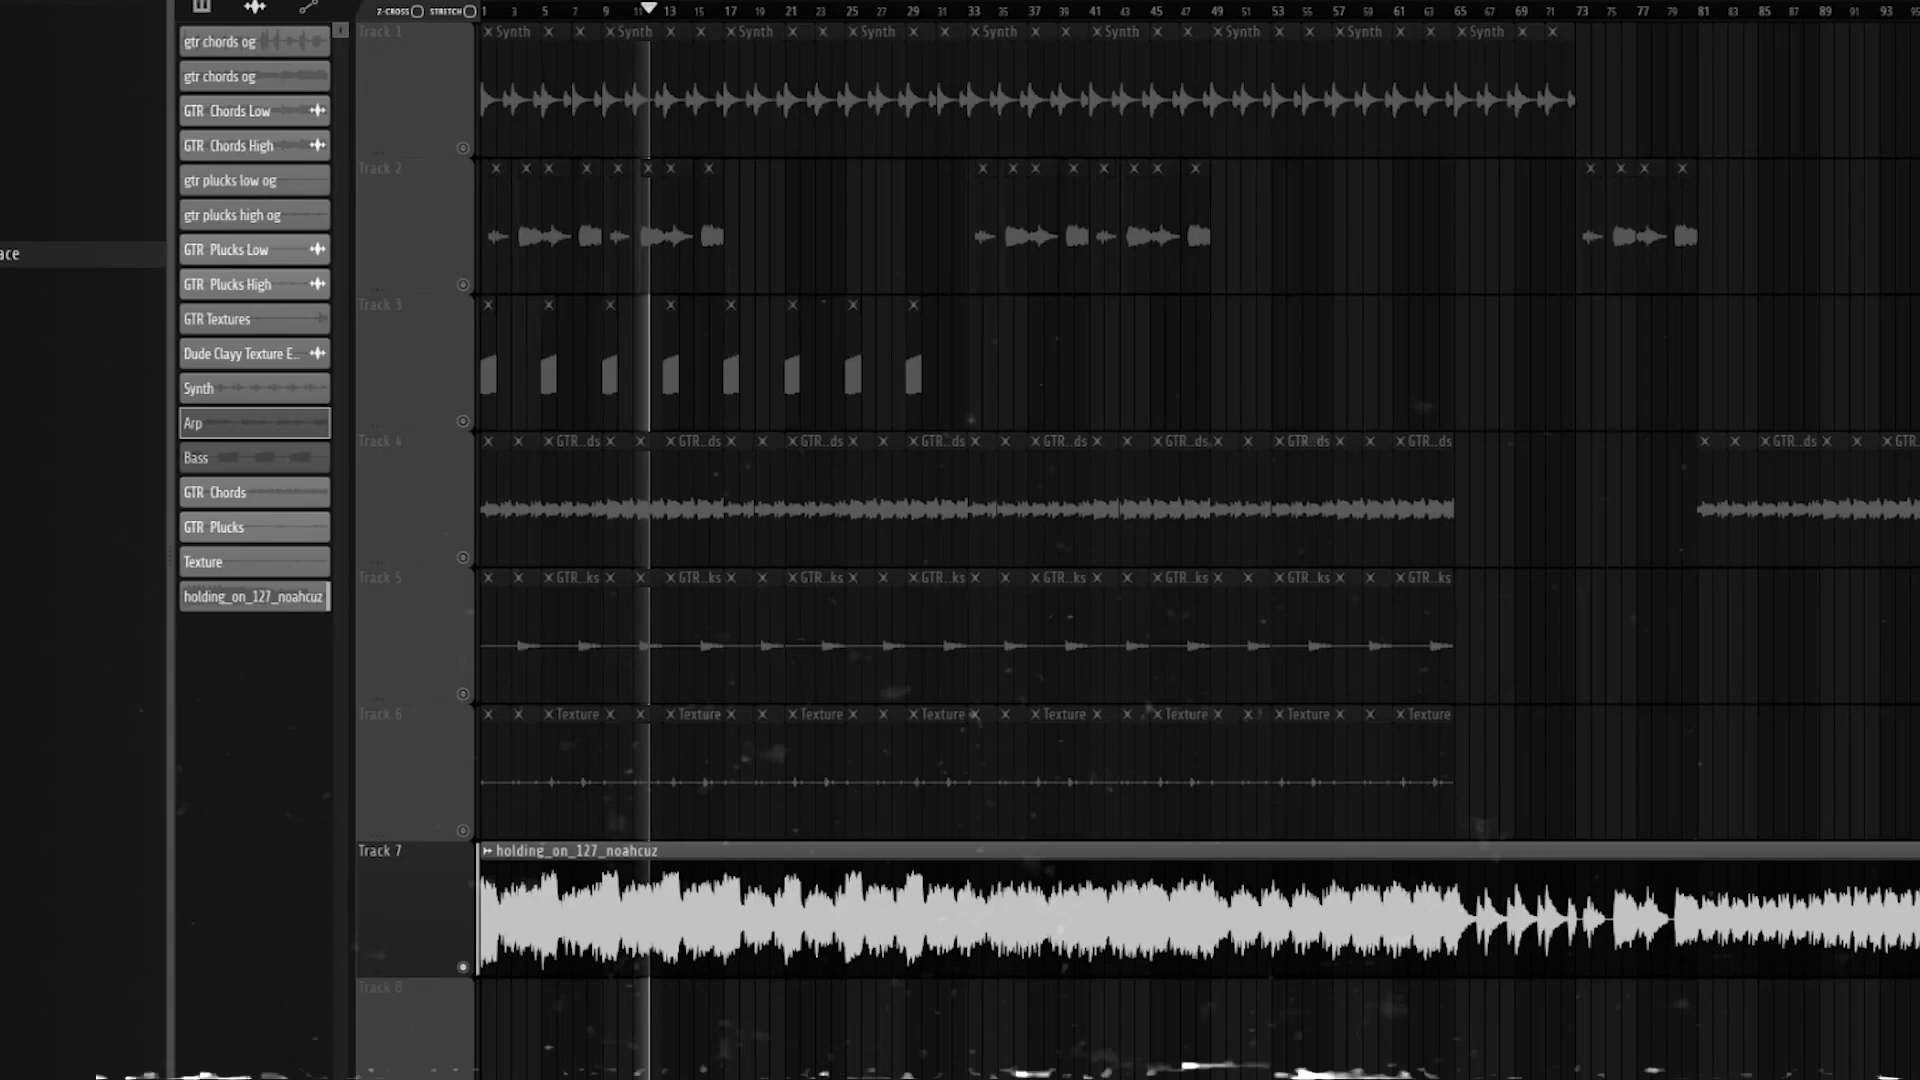 Z-CROSS STRETCH 1 3 5 7 9 11 13 15 17 19 21 23 25 27 29 31 33 35 37 39 41 43 45 47 49 51 53 55 57 59 61 63 65 67 69 71 73 75 77 79 81 83 85 87 89 91 93 95
gtr chords og
gtr chords og
GTR Chords Low
GTR Chords High
gtr plucks low og
gtr plucks high og
GTR Plucks Low
ace
GTR Plucks High
GTR Textures
Dude Clayy Texture E..
Synth
Arp
Bass
GTR Chords
GTR Plucks
Texture
holding_on_127_noahcuz
Track 1 Synth Synth Synth Synth Synth Synth Synth Synth Synth
Track 2
Track 3
Track 4 GTR..ds GTR..ds GTR..ds GTR..ds GTR..ds GTR..ds GTR..ds GTR..ds GTR..ds GTR.
Track 5 GTR..ks GTR..ks GTR..ks GTR..ks GTR..ks GTR..ks GTR..ks GTR..ks
Track 6 Texture Texture Texture Texture Texture Texture Texture Texture
Track 7 holding_on_127_noahcuz
Track 8